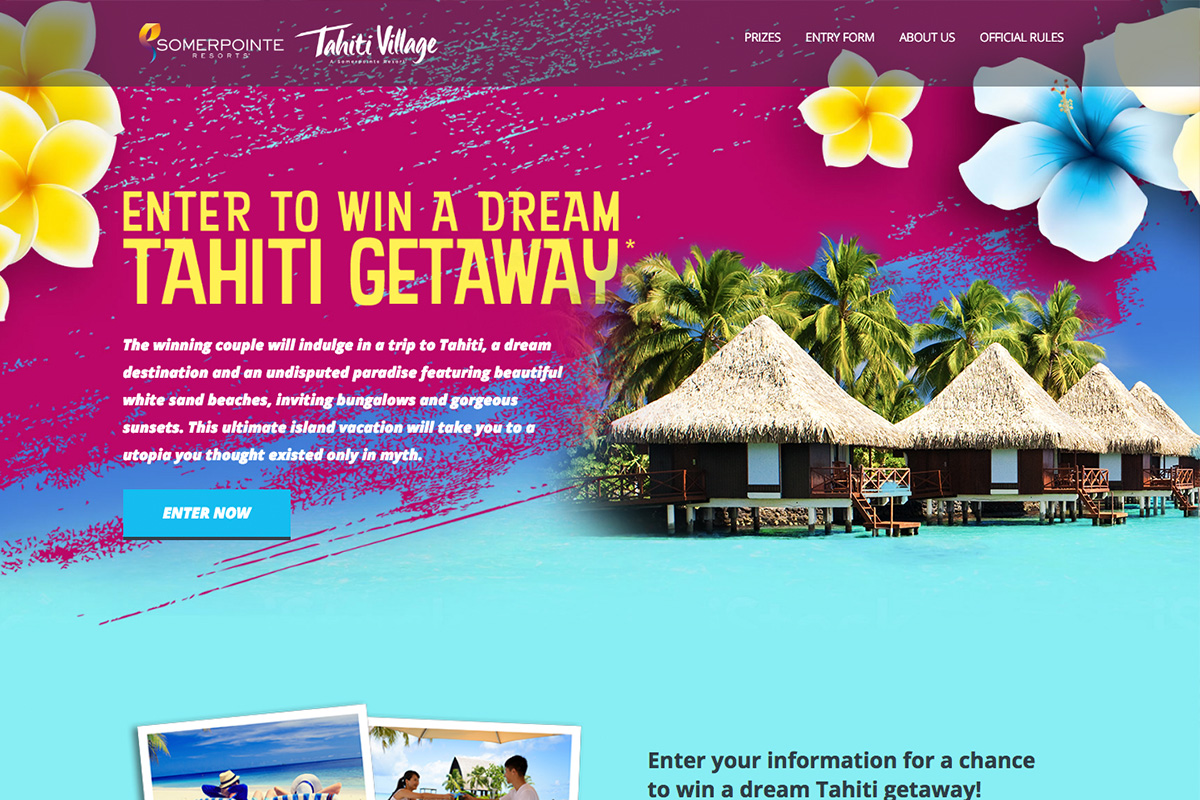 SOMERPOINTE
RESORTS
Tahiti Village
A Somerpointe Resort
PRIZES ENTRY FORM ABOUT US OFFICIAL RULES
ENTER TO WIN A DREAM
TAHITI GETAWAY*
The winning couple will indulge in a trip to Tahiti, a dream
destination and an undisputed paradise featuring beautiful
white sand beaches, inviting bungalows and gorgeous
sunsets. This ultimate island vacation will take you to a
utopia you thought existed only in myth.
ENTER NOW
Enter your information for a chance
to win a dream Tahiti getaway!